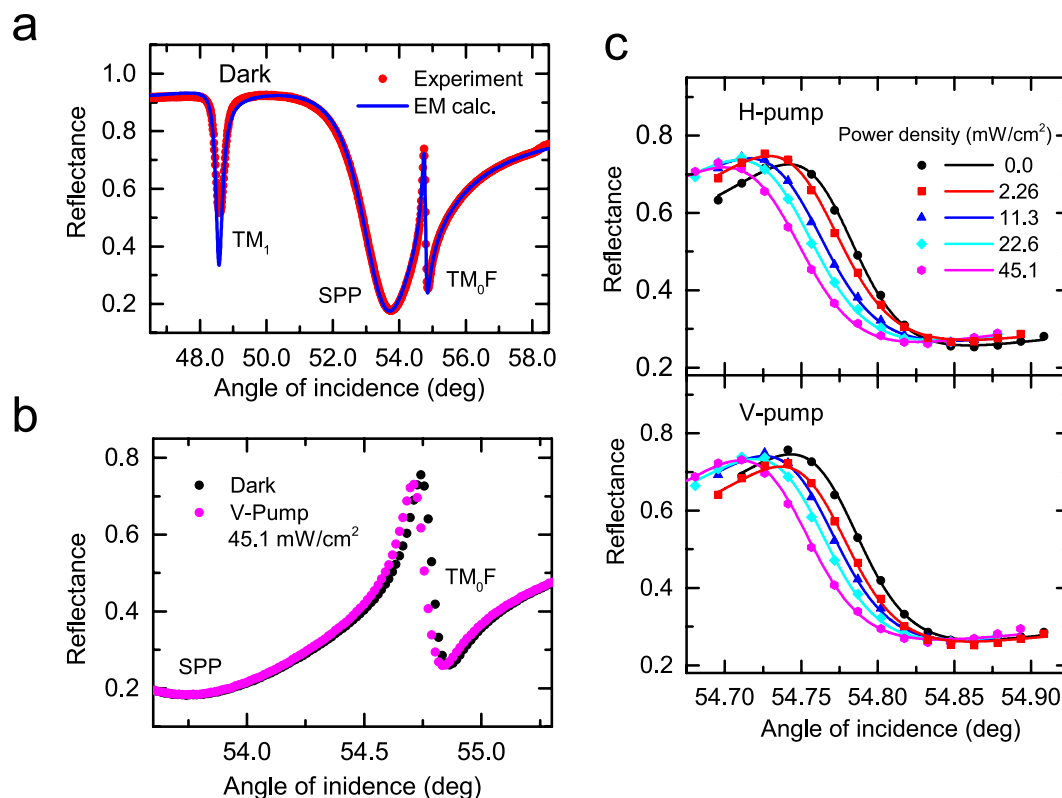 a
Dark
Experiment
EM calc.
TM1
SPP
TM0F
Reflectance
1.0
0.8
0.6
0.4
0.2
48.0 50.0 52.0 54.0 56.0 58.0
Angle of incidence (deg)
b
Dark
V-Pump
45.1 mW/cm2
SPP
TM0F
Reflectance
0.8
0.6
0.4
0.2
54.0 54.5 55.0
Angle of inidence (deg)
c
H-pump
Power density (mW/cm2)
0.0
2.26
11.3
22.6
45.1
Reflectance
0.8
0.6
0.4
0.2
V-pump
Reflectance
0.8
0.6
0.4
0.2
54.70 54.75 54.80 54.85 54.90
Angle of incidence (deg)